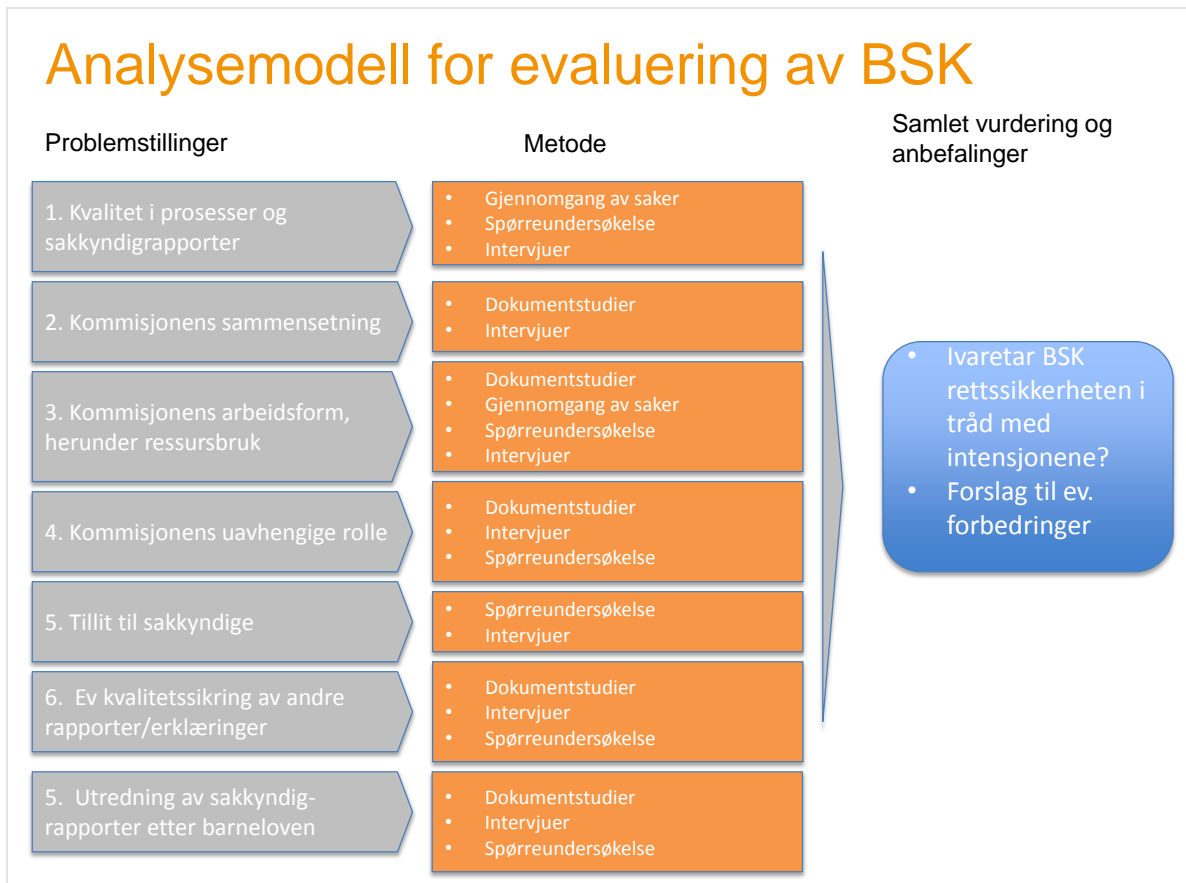 Analysemodell for evaluering av BSK
Problemstillinger
Metode
Samlet vurdering og
anbefalinger
1. Kvalitet i prosesser og
sakkyndigrapporter
• Gjennomgang av saker
• Spørreundersøkelse
• Intervjuer
2. Kommisjonens sammensetning
• Dokumentstudier
• Intervjuer
3. Kommisjonens arbeidsform,
herunder ressursbruk
• Dokumentstudier
• Gjennomgang av saker
• Spørreundersøkelse
• Intervjuer
4. Kommisjonens uavhengige rolle
• Dokumentstudier
• Intervjuer
• Spørreundersøkelse
5. Tillit til sakkyndige
• Spørreundersøkelse
• Intervjuer
6. Ev kvalitetssikring av andre
rapporter/erklæringer
• Dokumentstudier
• Intervjuer
• Spørreundersøkelse
5. Utredning av sakkyndig-
rapporter etter barneloven
• Dokumentstudier
• Intervjuer
• Spørreundersøkelse
• Ivaretar BSK
rettssikkerheten i
tråd med
intensjonene?
• Forslag til ev.
forbedringer